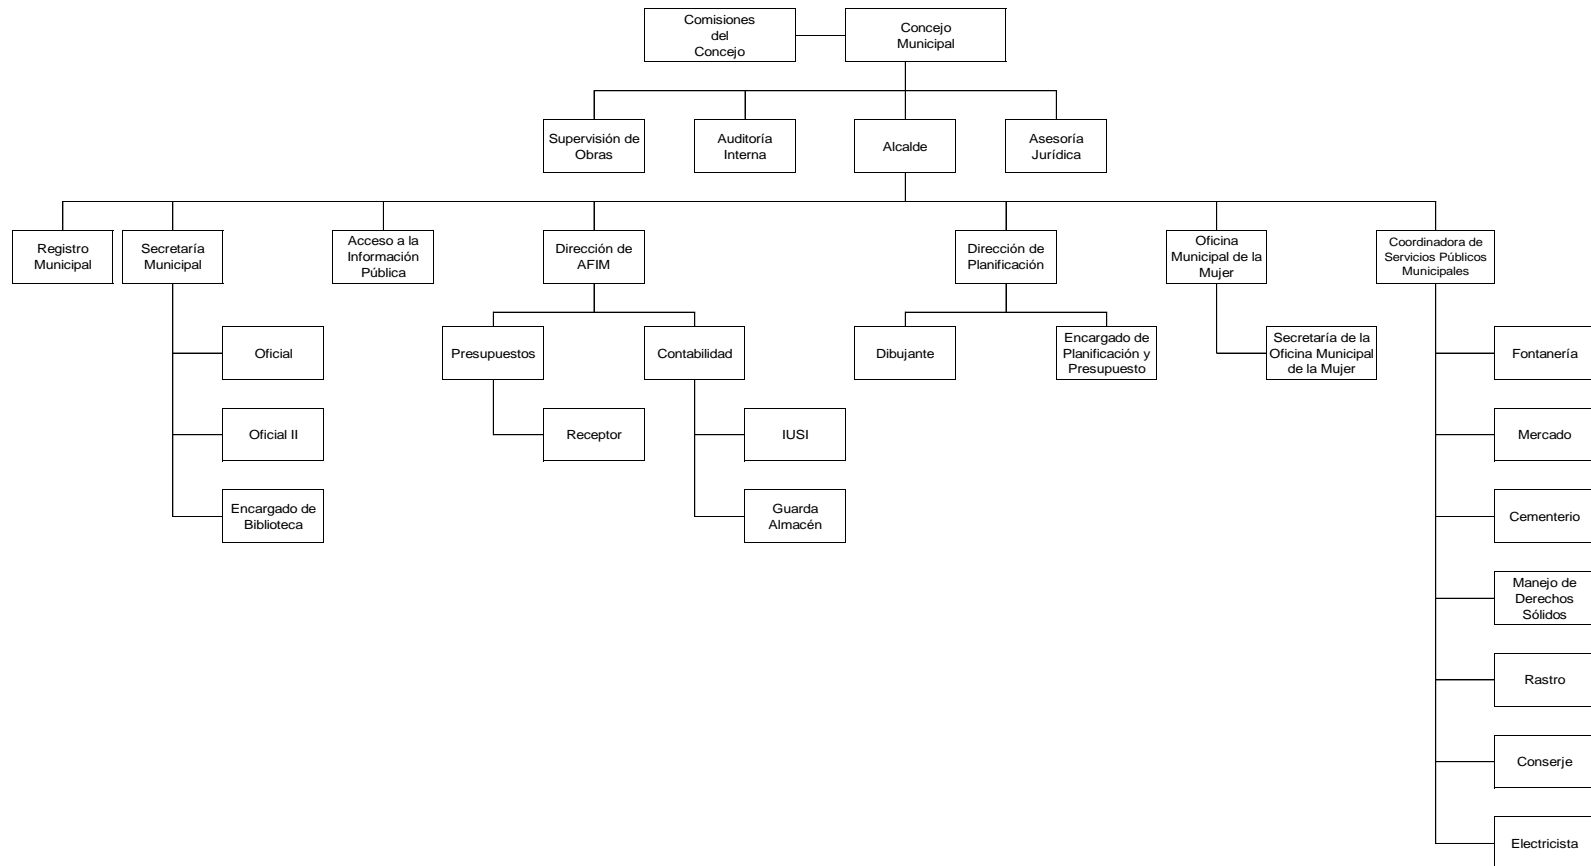 Comisiones
del
Concejo
Concejo
Municipal
Supervisión de
Obras
Auditoría
Interna
Alcalde
Asesoría
Jurídica
Registro
Municipal
Secretaría
Municipal
Acceso a la
Información
Pública
Dirección de
AFIM
Dirección de
Planificación
Oficina
Municipal de la
Mujer
Coordinadora de
Servicios Públicos
Municipales
Oficial
Presupuestos
Contabilidad
Dibujante
Encargado de
Planificación y
Presupuesto
Secretaría de la
Oficina Municipal
de la Mujer
Fontanería
Oficial II
Receptor
IUSI
Mercado
Encargado de
Biblioteca
Guarda
Almacén
Cementerio
Manejo de
Derechos
Sólidos
Rastro
Conserje
Electricista